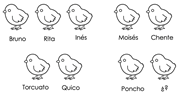 Bruno Rita Inés Moisés Chente
Torcuato Quico Poncho ¿?